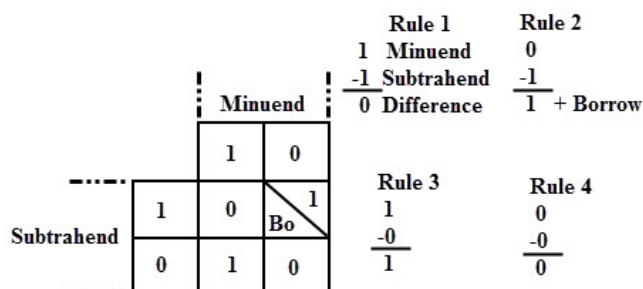 Rule 1 Rule 2
1 Minuend 0
-1 Subtrahend -1
0 Difference 1 + Borrow
Minuend
1 0
Rule 3 Rule 4
1 0 1
Bo
1 0
Subtrahend
-0 -0
0 1 0
1 0